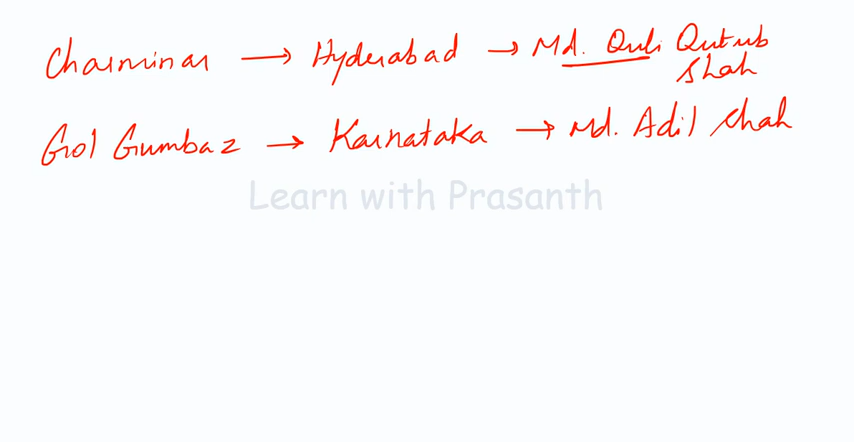 Charminar → Hyderabad → Md. Quli Qutub
Shah
Gol Gumbaz → Karnataka → Md. Adil Shah
Learn with Prasanth